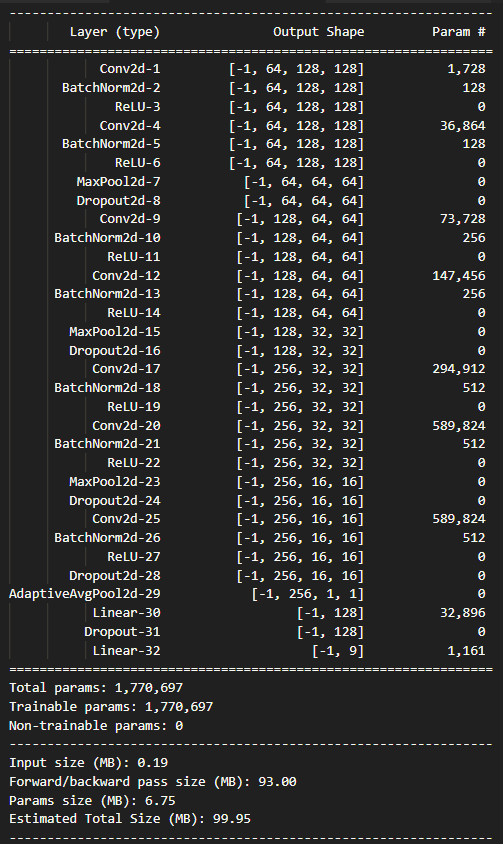 ----------------------------------------------------------------
Layer (type) Output Shape Param #
================================================================
Conv2d-1 [-1, 64, 128, 128] 1,728
BatchNorm2d-2 [-1, 64, 128, 128] 128
ReLU-3 [-1, 64, 128, 128] 0
Conv2d-4 [-1, 64, 128, 128] 36,864
BatchNorm2d-5 [-1, 64, 128, 128] 128
ReLU-6 [-1, 64, 128, 128] 0
MaxPool2d-7 [-1, 64, 64, 64] 0
Dropout2d-8 [-1, 64, 64, 64] 0
Conv2d-9 [-1, 128, 64, 64] 73,728
BatchNorm2d-10 [-1, 128, 64, 64] 256
ReLU-11 [-1, 128, 64, 64] 0
Conv2d-12 [-1, 128, 64, 64] 147,456
BatchNorm2d-13 [-1, 128, 64, 64] 256
ReLU-14 [-1, 128, 64, 64] 0
MaxPool2d-15 [-1, 128, 32, 32] 0
Dropout2d-16 [-1, 128, 32, 32] 0
Conv2d-17 [-1, 256, 32, 32] 294,912
BatchNorm2d-18 [-1, 256, 32, 32] 512
ReLU-19 [-1, 256, 32, 32] 0
Conv2d-20 [-1, 256, 32, 32] 589,824
BatchNorm2d-21 [-1, 256, 32, 32] 512
ReLU-22 [-1, 256, 32, 32] 0
MaxPool2d-23 [-1, 256, 16, 16] 0
Dropout2d-24 [-1, 256, 16, 16] 0
Conv2d-25 [-1, 256, 16, 16] 589,824
BatchNorm2d-26 [-1, 256, 16, 16] 512
ReLU-27 [-1, 256, 16, 16] 0
Dropout2d-28 [-1, 256, 16, 16] 0
AdaptiveAvgPool2d-29 [-1, 256, 1, 1] 0
Linear-30 [-1, 128] 32,896
Dropout-31 [-1, 128] 0
Linear-32 [-1, 9] 1,161
================================================================
Total params: 1,770,697
Trainable params: 1,770,697
Non-trainable params: 0
----------------------------------------------------------------
Input size (MB): 0.19
Forward/backward pass size (MB): 93.00
Params size (MB): 6.75
Estimated Total Size (MB): 99.95
----------------------------------------------------------------